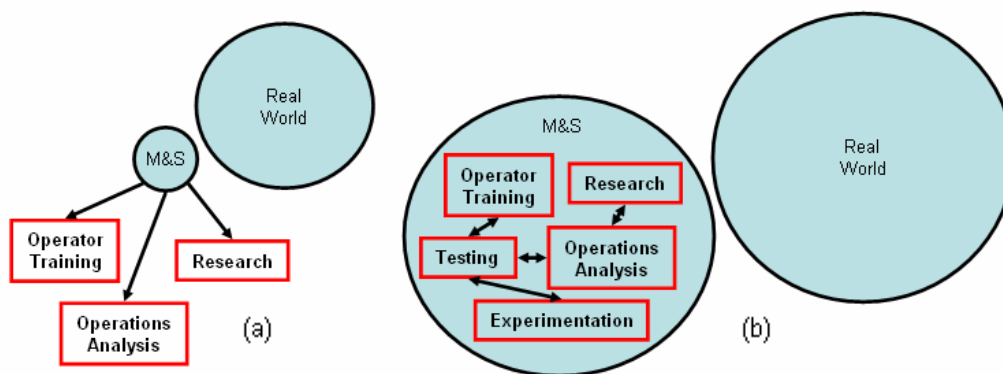 Real
World
M&S
Operator
Training
Research
Operations
Analysis
(a)
M&S
Operator
Training
Research
Testing
Operations
Analysis
Experimentation
(b)
Real
World